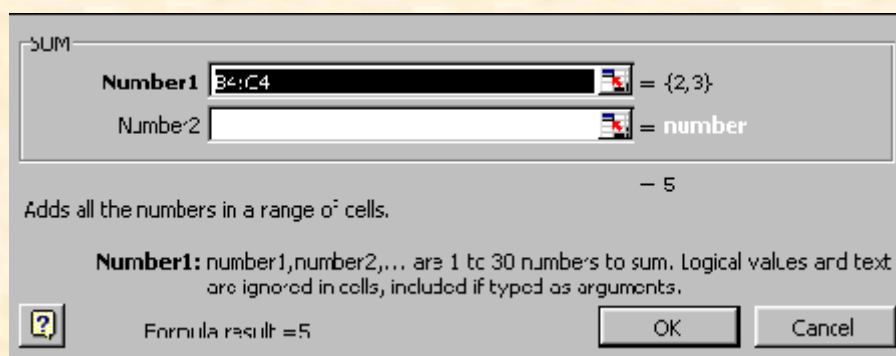 SUM
Number1 B4:C4 = {2,3}
Number2 = number
= 5
Adds all the numbers in a range of cells.
Number1: number1,number2,... are 1 to 30 numbers to sum. Logical values and text
are ignored in cells, included if typed as arguments.
Formula result =5 OK Cancel